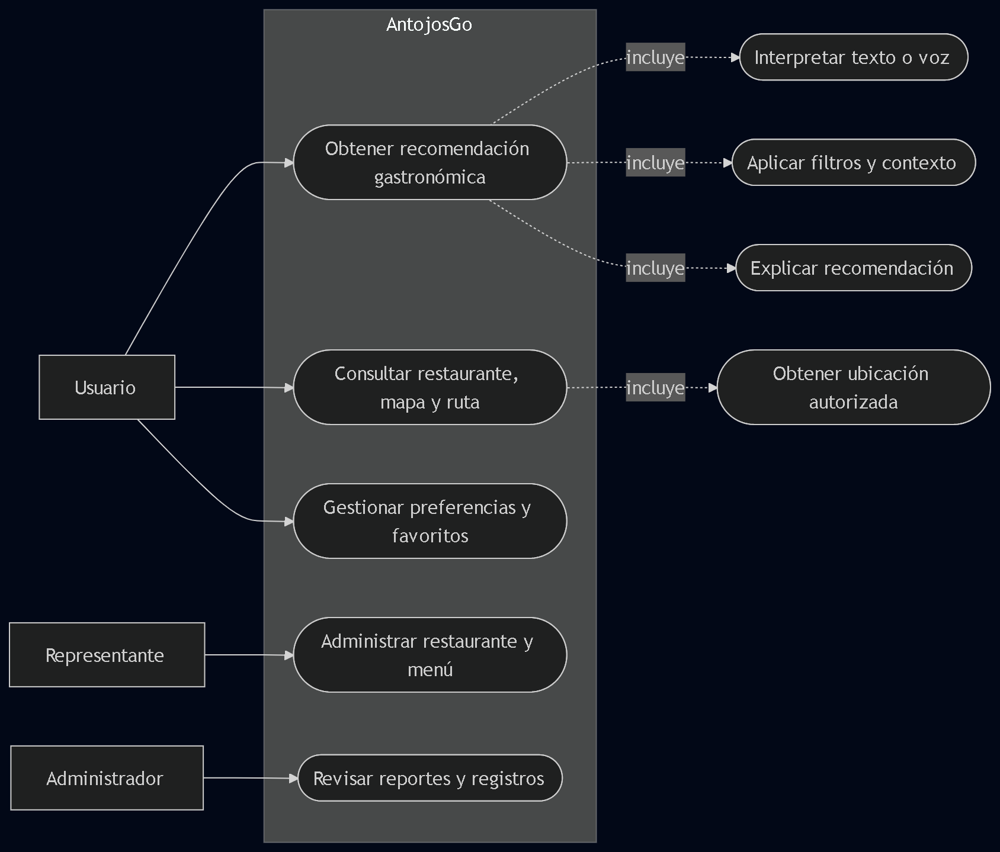 AntojosGo
incluye
Interpretar texto o voz
Obtener recomendación
gastronómica
incluye
Aplicar filtros y contexto
incluye
Explicar recomendación
Usuario
Consultar restaurante,
mapa y ruta
incluye
Obtener ubicación
autorizada
Gestionar preferencias y
favoritos
Representante
Administrar restaurante y
menú
Administrador
Revisar reportes y registros